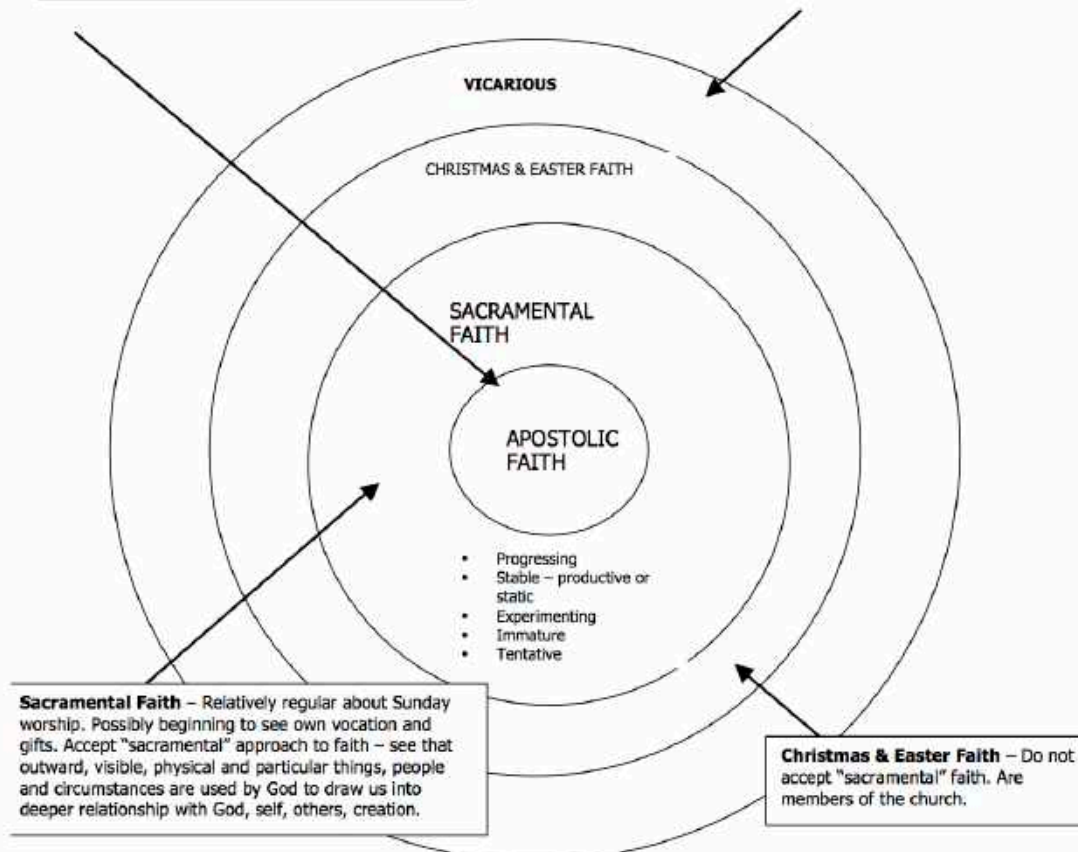 VICARIOUS
CHRISTMAS & EASTER FAITH
SACRAMENTAL
FAITH
APOSTOLIC
FAITH
• Progressing
• Stable – productive or
static
• Experimenting
• Immature
• Tentative
Sacramental Faith – Relatively regular about Sunday
worship. Possibly beginning to see own vocation and
gifts. Accept “sacramental” approach to faith – see that
outward, visible, physical and particular things, people
and circumstances are used by God to draw us into
deeper relationship with God, self, others, creation.
Christmas & Easter Faith – Do not
accept “sacramental” faith. Are
members of the church.